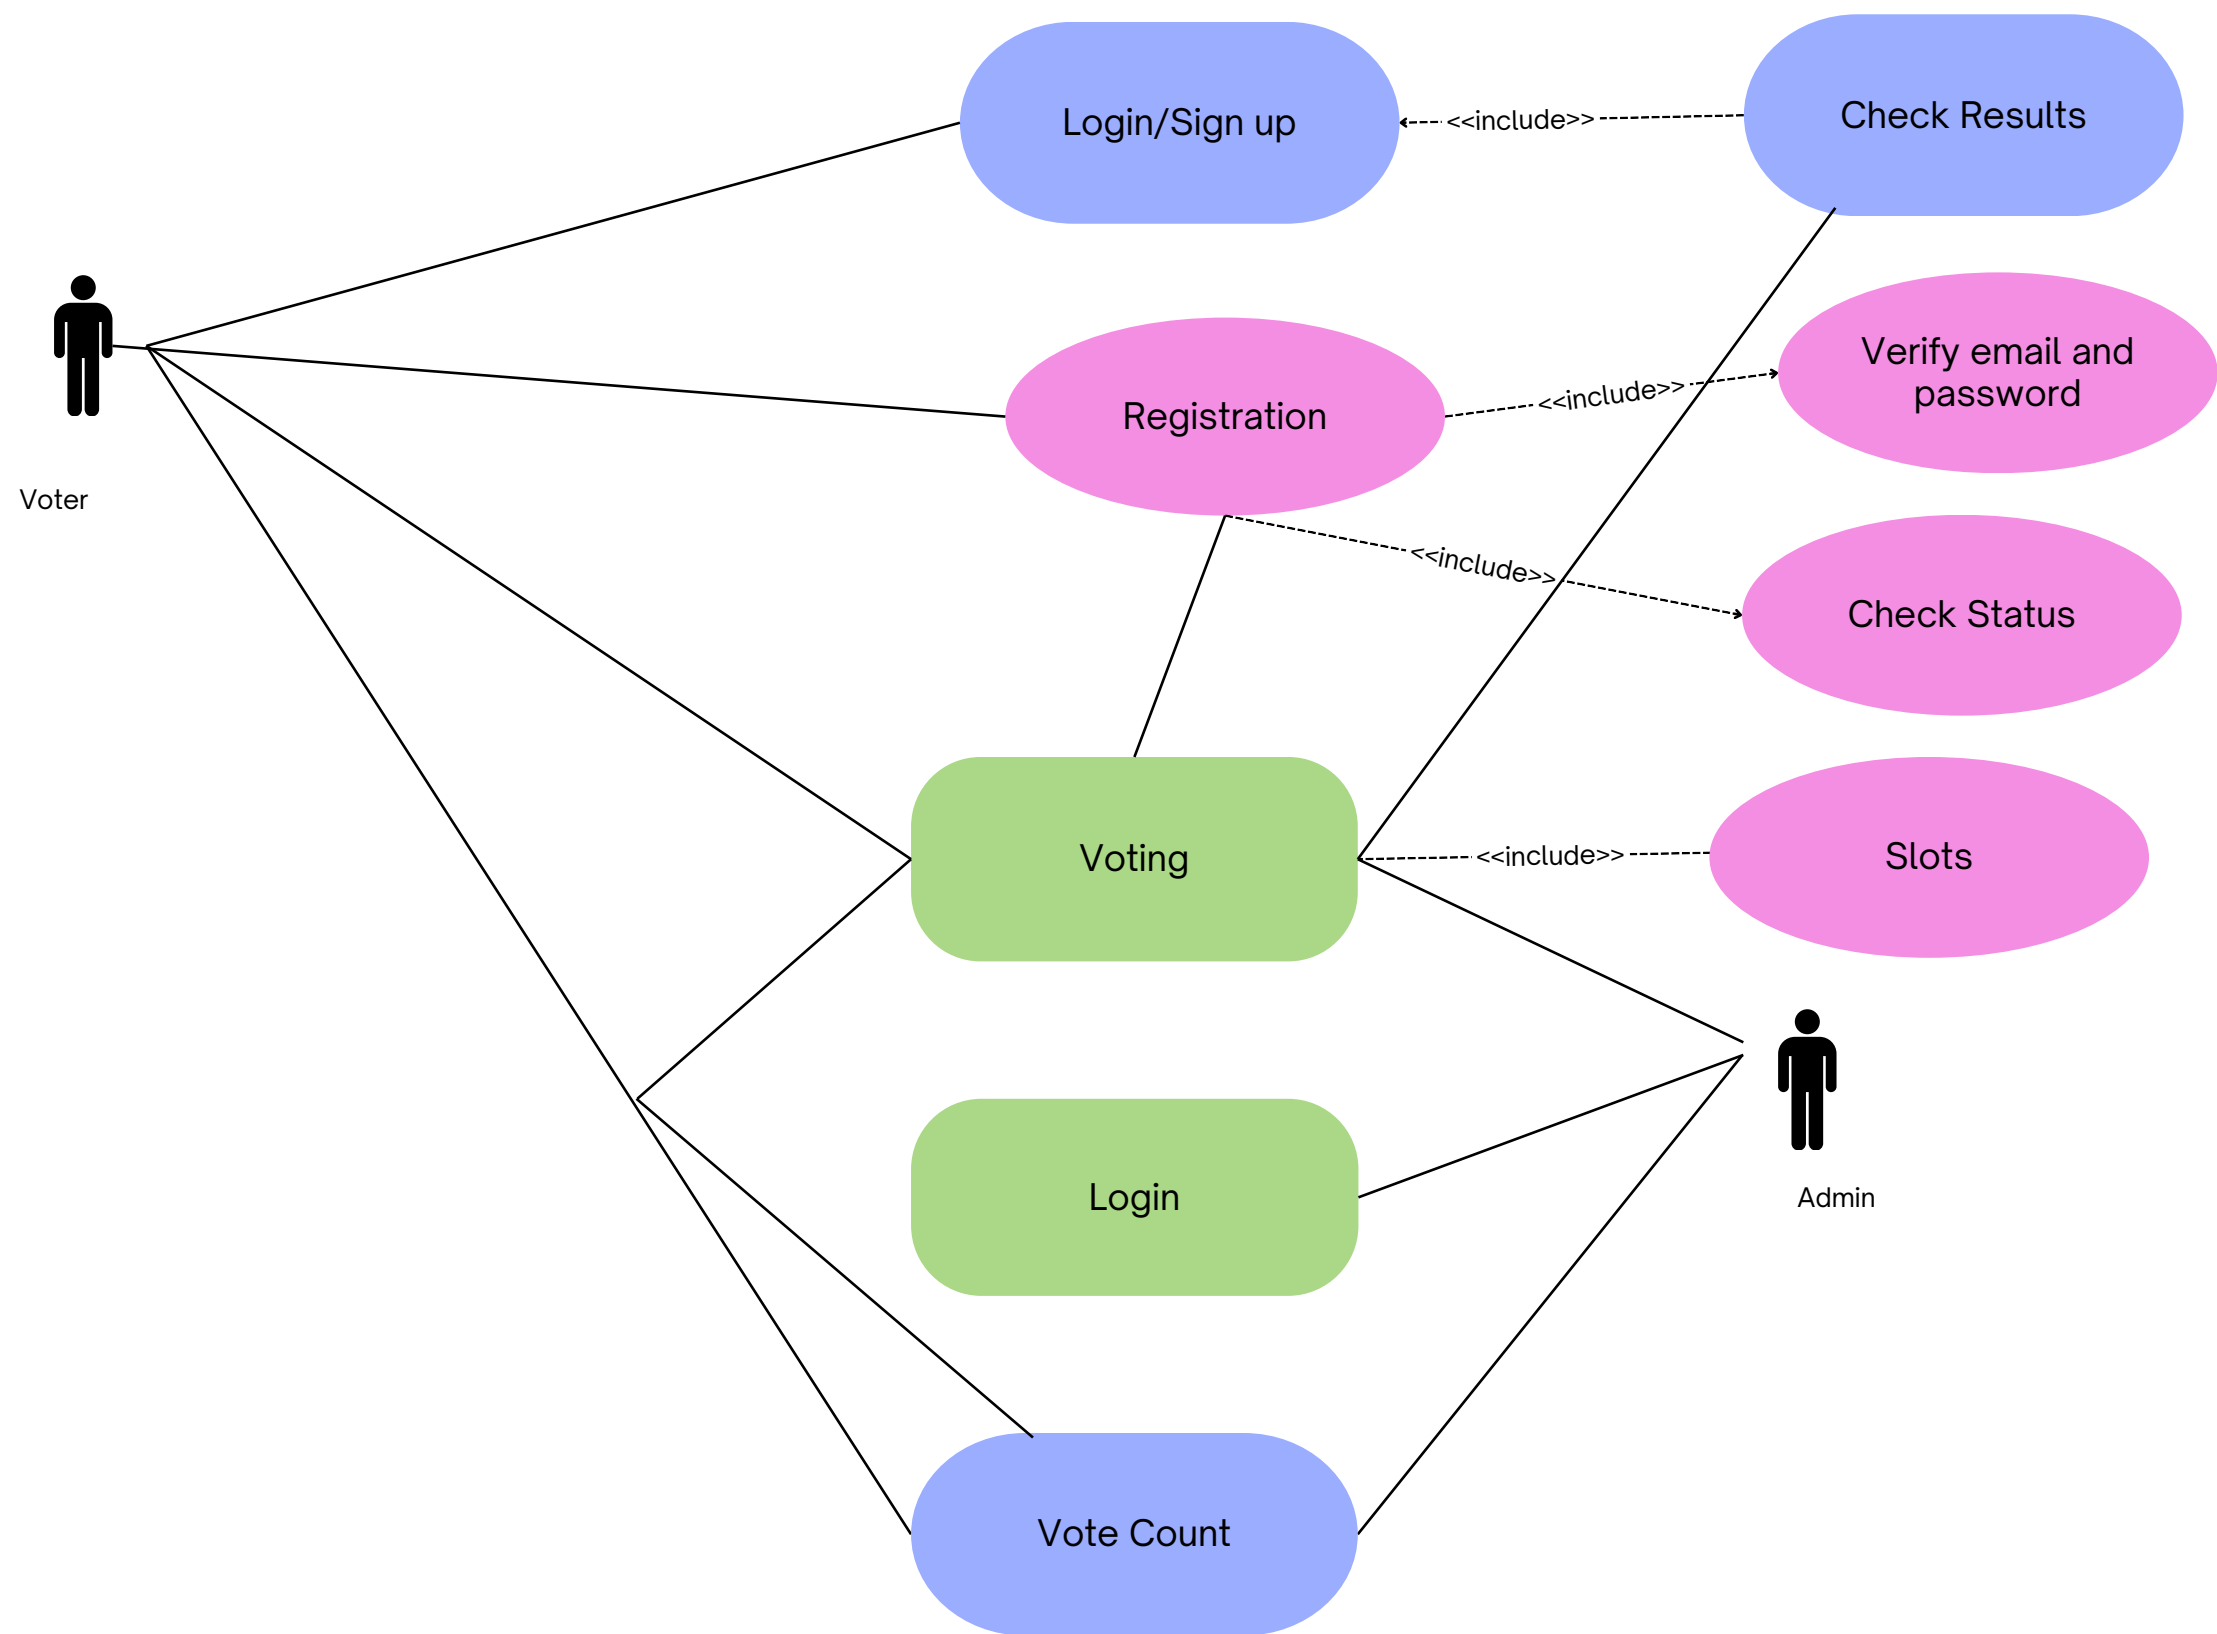 Login/Sign up
<<include>>
Check Results
Voter
Registration
<<include>>
Verify email and
password
<<include>>
Check Status
Voting
<<include>>
Slots
Login
Admin
Vote Count